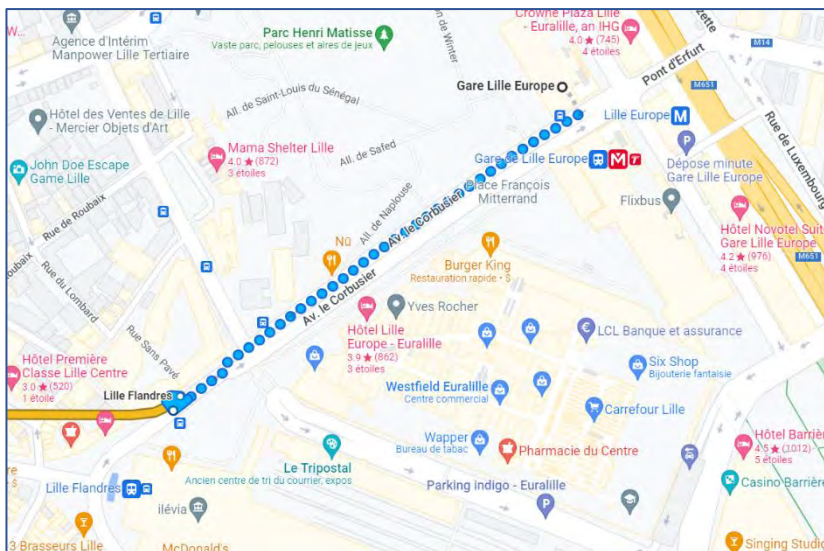 Crowne Plaza Lille
- Euralille, an IHG
4.0 ★ (745)
4 étoiles
Parc Henri Matisse
Vaste parc, pelouses et aires de jeux
Agence d'Intérim
Manpower Lille Tertiaire
All. de Saint-Louis du Sénégal
Gare Lille Europe
Pont d'Erfurt
M14
M651
Rue de Luxembourg
Hôtel des Ventes de Lille
- Mercier Objets d'Art
Lille Europe
M
Mama Shelter Lille
4.0 ★ (872)
3 étoiles
All. de Safed
John Doe Escape
Game Lille
Gare de Lille Europe
M
P
Dépose minute
Gare Lille Europe
Rue de Roubaix
All. de Naplouse
Place François
Mitterrand
Flixbus
Av. le Corbusier
Hôtel Novotel Suit
Gare Lille Europe
4.2 ★ (976)
4 étoiles
Nū
Roubaix
Rue du Lombard
Burger King
Restauration rapide • $
M651
Av. le Corbusier
Yves Rocher
Rue Sans Pavé
Hôtel Lille
Europe - Euralille
3.9 ★ (862)
3 étoiles
€
LCL Banque et assurance
Hôtel Première
Classe Lille Centre
3.0 ★ (520)
1 étoile
Six Shop
Bijouterie fantaisie
Lille Flandres
Westfield Euralille
Centre commercial
Carrefour Lille
Wapper
Bureau de tabac
Pharmacie du Centre
Hôtel Barrière
4.5 ★ (1012)
5 étoiles
Le Tripostal
Ancien centre de tri du courrier, expos
Lille Flandres
Parking indigo - Euralille
P
Casino Barrière
ilévia
3 Brasseurs Lille
McDonald's
Singing Studio